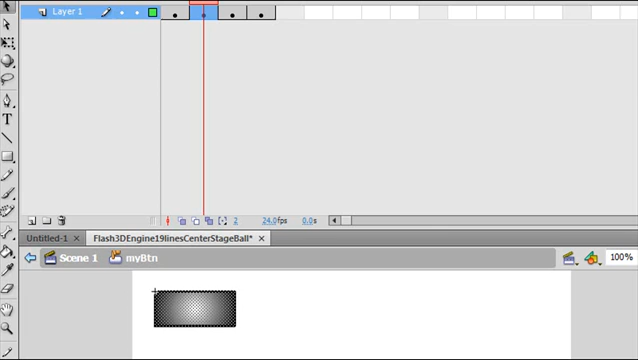 Layer 1
2 24.0fps 0.0s
Untitled-1 × Flash3DEngine19linesCenterStageBall* ×
Scene 1 myBtn 100%
T